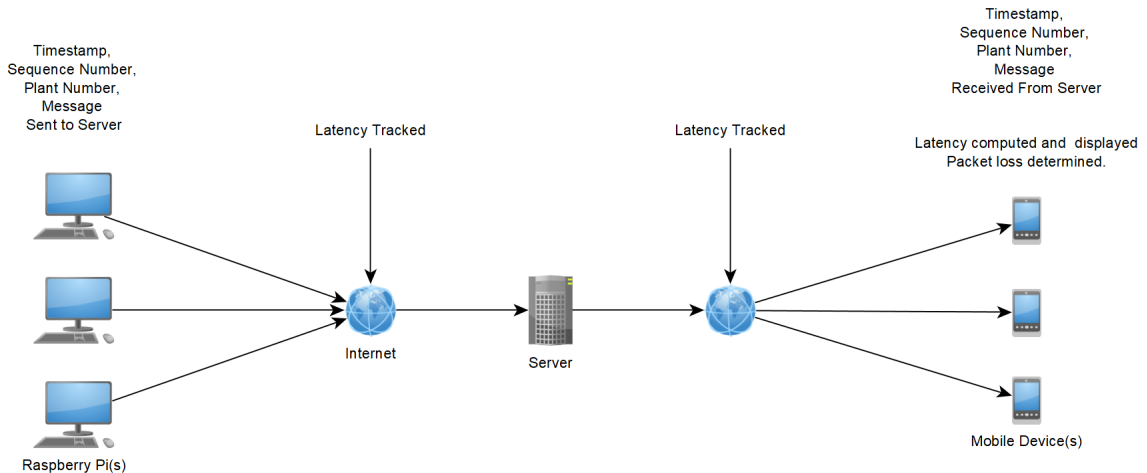 Timestamp,
Sequence Number,
Plant Number,
Message
Sent to Server
Latency Tracked
Latency Tracked
Timestamp,
Sequence Number,
Plant Number,
Message
Received From Server
Latency computed and displayed
Packet loss determined.
Internet
Server
Raspberry Pi(s)
Mobile Device(s)